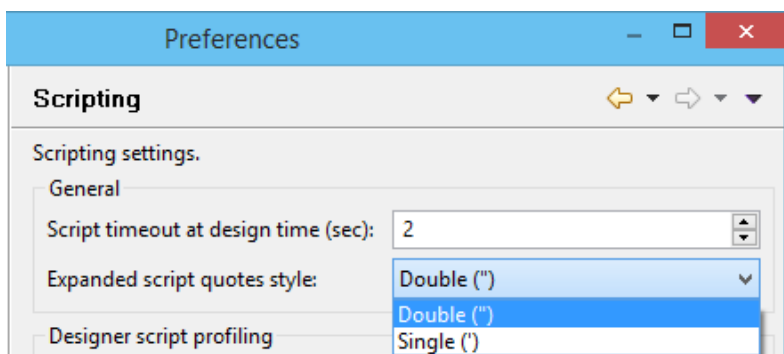 Preferences
Scripting
Scripting settings.
General
Script timeout at design time (sec): 2
Expanded script quotes style: Double (")
Double (")
Designer script profiling
Single (')